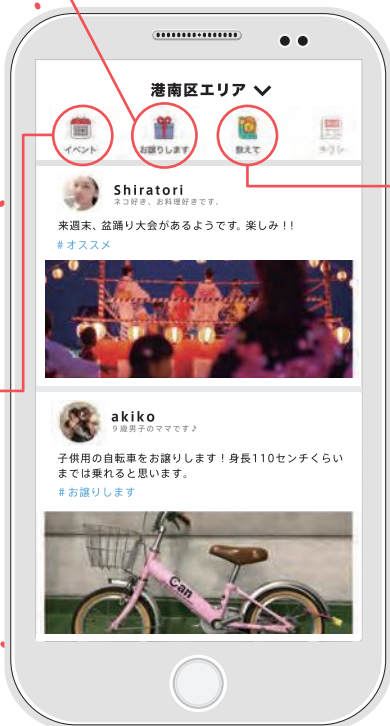 港南区エリア
イベント
お譲りします
教えて
チラシ
Shiratori
ネコ好き、お料理好きです。
来週末、盆踊り大会があるようです。楽しみ!!
#オススメ
akiko
9歳男子のママです♪
子供用の自転車をお譲りします!身長110センチくらい
までは乗れると思います。
#お譲りします
Can